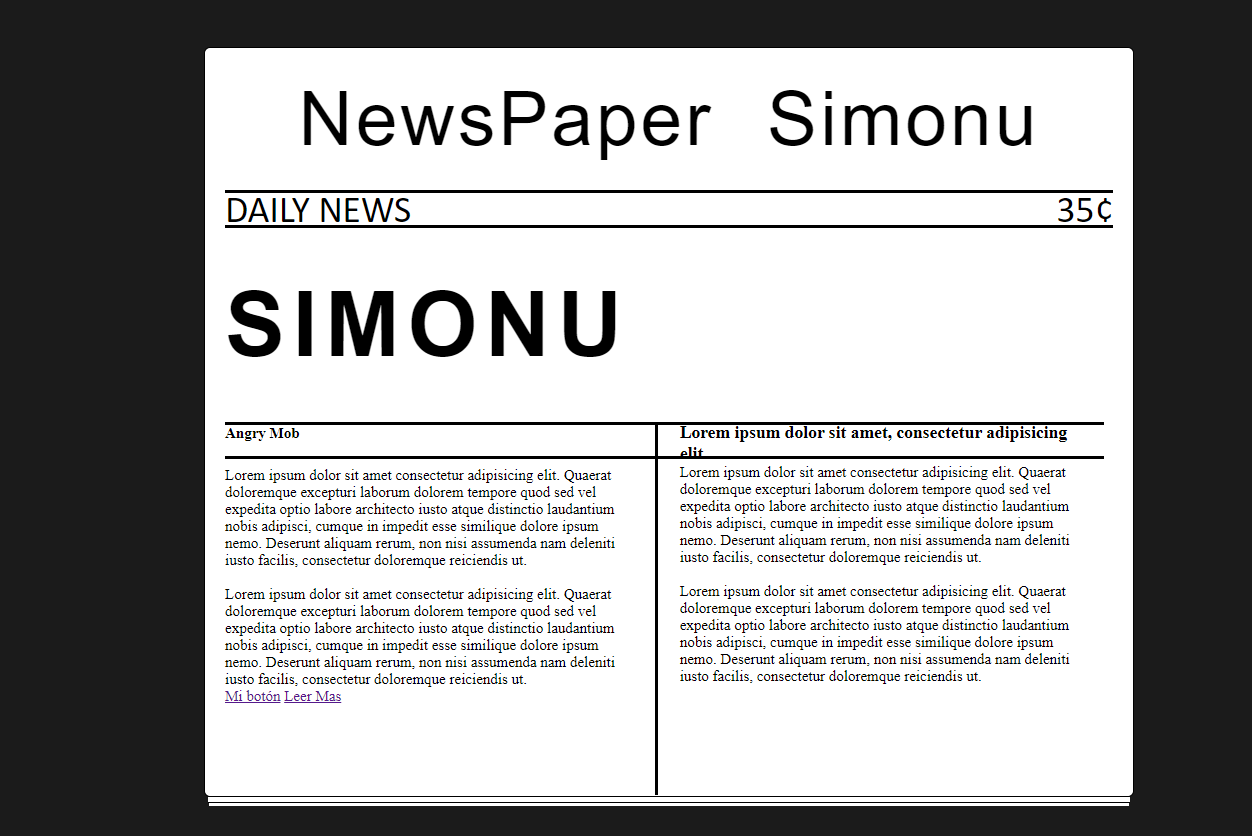 NewsPaper Simonu
DAILY NEWS 35¢
SIMONU
Angry Mob
Lorem ipsum dolor sit amet consectetur adipisicing elit. Quaerat
doloremque excepturi laborum dolorem tempore quod sed vel
expedita optio labore architecto iusto atque distinctio laudantium
nobis adipisci, cumque in impedit esse similique dolore ipsum
nemo. Deserunt aliquam rerum, non nisi assumenda nam deleniti
iusto facilis, consectetur doloremque reiciendis ut.
Lorem ipsum dolor sit amet consectetur adipisicing elit. Quaerat
doloremque excepturi laborum dolorem tempore quod sed vel
expedita optio labore architecto iusto atque distinctio laudantium
nobis adipisci, cumque in impedit esse similique dolore ipsum
nemo. Deserunt aliquam rerum, non nisi assumenda nam deleniti
iusto facilis, consectetur doloremque reiciendis ut.
Mi botón Leer Mas
Lorem ipsum dolor sit amet, consectetur adipisicing
elit
Lorem ipsum dolor sit amet consectetur adipisicing elit. Quaerat
doloremque excepturi laborum dolorem tempore quod sed vel
expedita optio labore architecto iusto atque distinctio laudantium
nobis adipisci, cumque in impedit esse similique dolore ipsum
nemo. Deserunt aliquam rerum, non nisi assumenda nam deleniti
iusto facilis, consectetur doloremque reiciendis ut.
Lorem ipsum dolor sit amet consectetur adipisicing elit. Quaerat
doloremque excepturi laborum dolorem tempore quod sed vel
expedita optio labore architecto iusto atque distinctio laudantium
nobis adipisci, cumque in impedit esse similique dolore ipsum
nemo. Deserunt aliquam rerum, non nisi assumenda nam deleniti
iusto facilis, consectetur doloremque reiciendis ut.